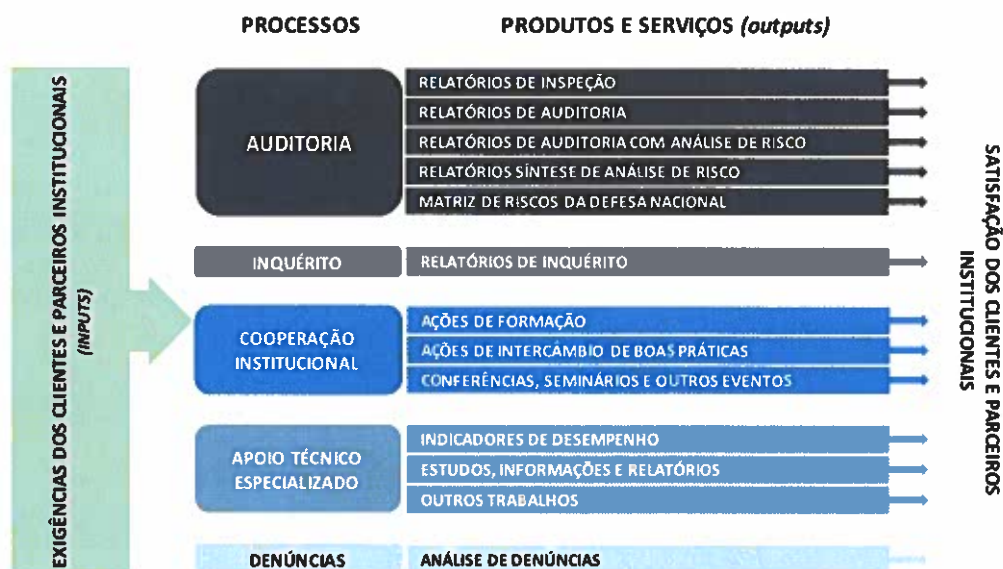 PROCESSOS
PRODUTOS E SERVIÇOS (outputs)
EXIGÊNCIAS DOS CLIENTES E PARCEIROS INSTITUCIONAIS
(INPUTS)
AUDITORIA
RELATÓRIOS DE INSPEÇÃO
RELATÓRIOS DE AUDITORIA
RELATÓRIOS DE AUDITORIA COM ANÁLISE DE RISCO
RELATÓRIOS SÍNTESE DE ANÁLISE DE RISCO
MATRIZ DE RISCOS DA DEFESA NACIONAL
INQUÉRITO
RELATÓRIOS DE INQUÉRITO
COOPERAÇÃO
INSTITUCIONAL
AÇÕES DE FORMAÇÃO
AÇÕES DE INTERCÂMBIO DE BOAS PRÁTICAS
CONFERÊNCIAS, SEMINÁRIOS E OUTROS EVENTOS
APOIO TÉCNICO
ESPECIALIZADO
INDICADORES DE DESEMPENHO
ESTUDOS, INFORMAÇÕES E RELATÓRIOS
OUTROS TRABALHOS
DENÚNCIAS
ANÁLISE DE DENÚNCIAS
SATISFAÇÃO DOS CLIENTES E PARCEIROS
INSTITUCIONAIS